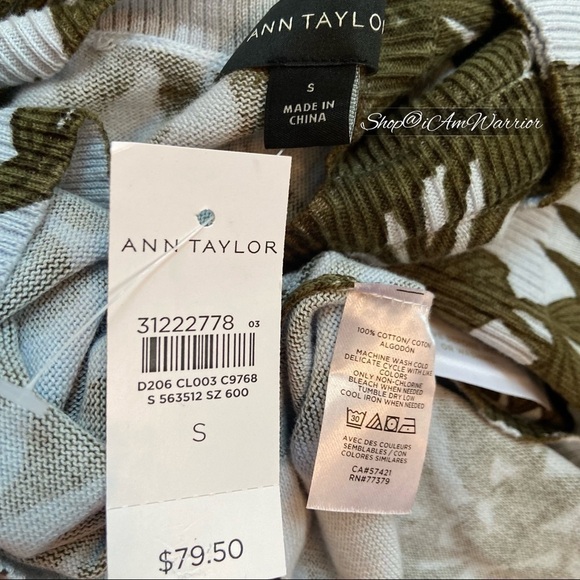 ANN TAYLOR
S
MADE IN
CHINA
Shop@iAmWarrior
ANN TAYLOR
31222778 03
D206 CL003 C9768
S 563512 SZ 600
S
$79.50
100% COTTON/ COTON/
ALGODÓN
MACHINE WASH COLD
DELICATE CYCLE WITH LIKE
COLORS
ONLY NON-CHLORINE
BLEACH WHEN NEEDED
TUMBLE DRY LOW
COOL IRON WHEN NEEDED
30
AVEC DES COULEURS
SEMBLABLES / CON
COLORES SIMILARES
CA#57421
RN#77379